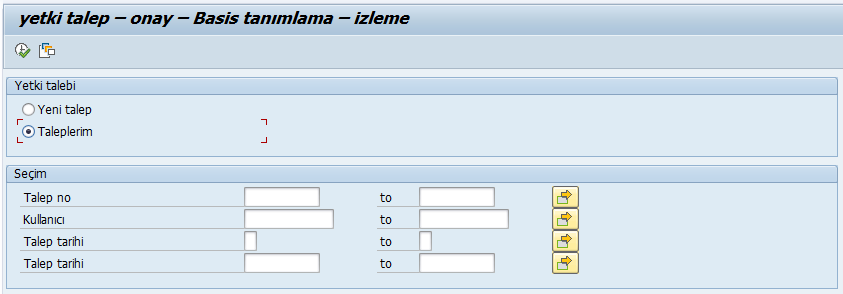 yetki talep – onay – Basis tanımlama – izleme
Yetki talebi
Yeni talep
Taleplerim
Seçim
Talep no to
Kullanıcı to
Talep tarihi to
Talep tarihi to